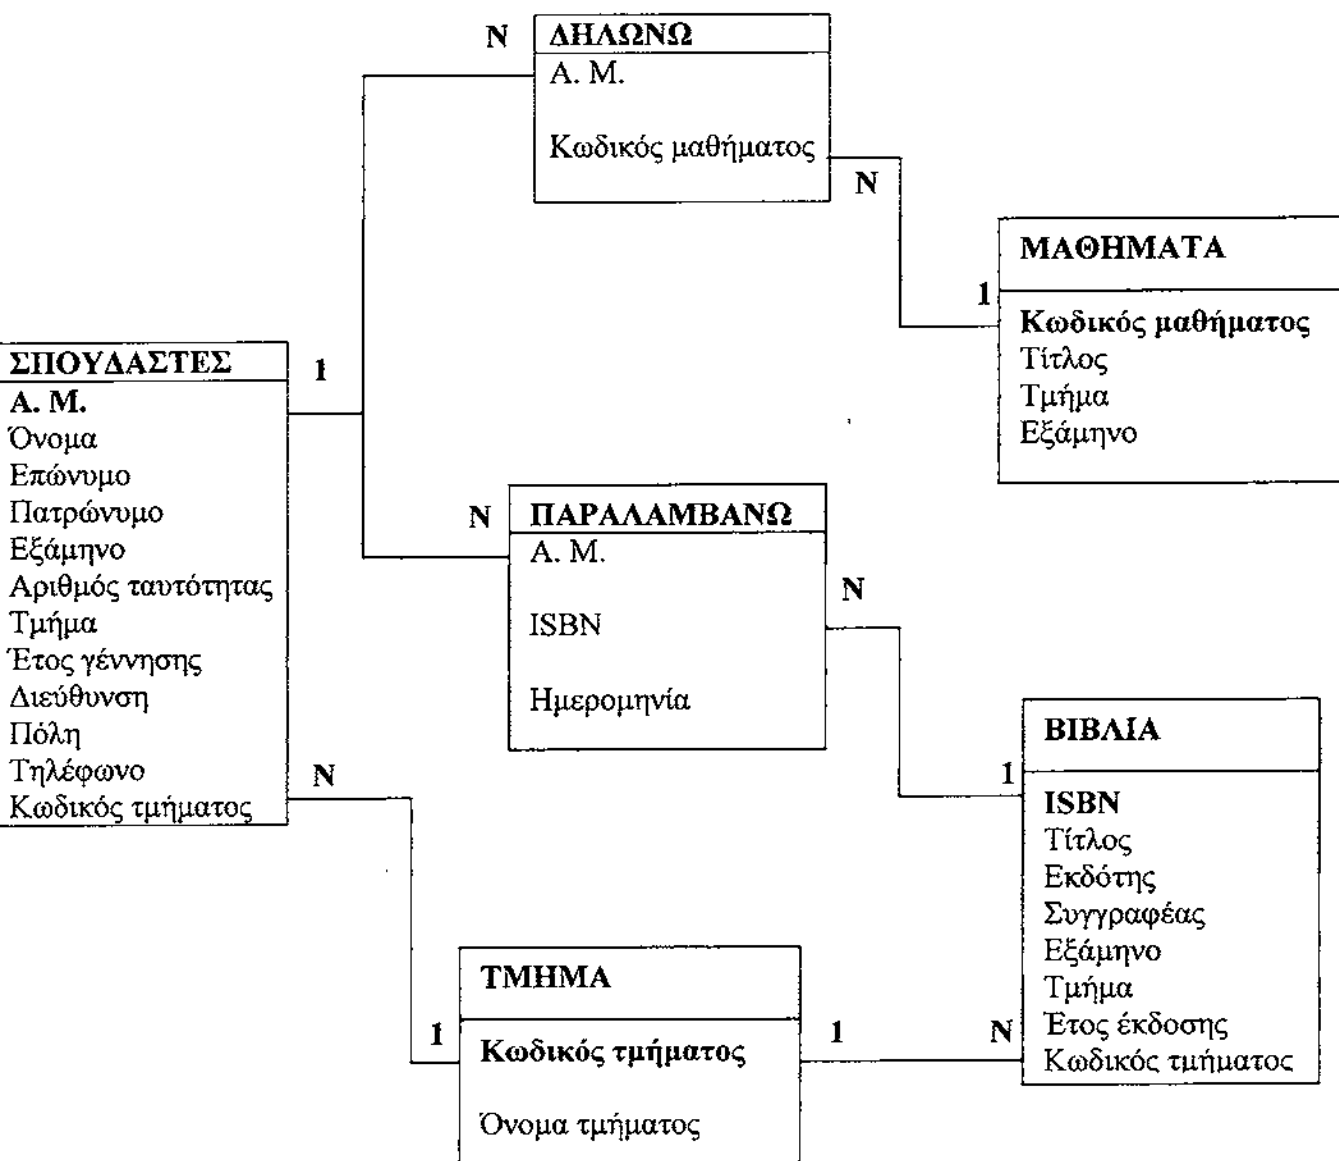 N
ΔΗΛΩΝΩ
Α. Μ.
Κωδικός μαθήματος
N
ΜΑΘΗΜΑΤΑ
1
Κωδικός μαθήματος
Τίτλος
Τμήμα
Εξάμηνο
ΣΠΟΥΔΑΣΤΕΣ
1
Α. Μ.
Όνομα
Επώνυμο
Πατρώνυμο
Εξάμηνο
Αριθμός ταυτότητας
Τμήμα
Έτος γέννησης
Διεύθυνση
Πόλη
Τηλέφωνο
Κωδικός τμήματος
N
N
ΠΑΡΑΛΑΜΒΑΝΩ
Α. Μ.
ISBN
Ημερομηνία
N
ΒΙΒΛΙΑ
1
ISBN
Τίτλος
Εκδότης
Συγγραφέας
Εξάμηνο
Τμήμα
Έτος έκδοσης
Κωδικός τμήματος
ΤΜΗΜΑ
1
Κωδικός τμήματος
1
N
Όνομα τμήματος